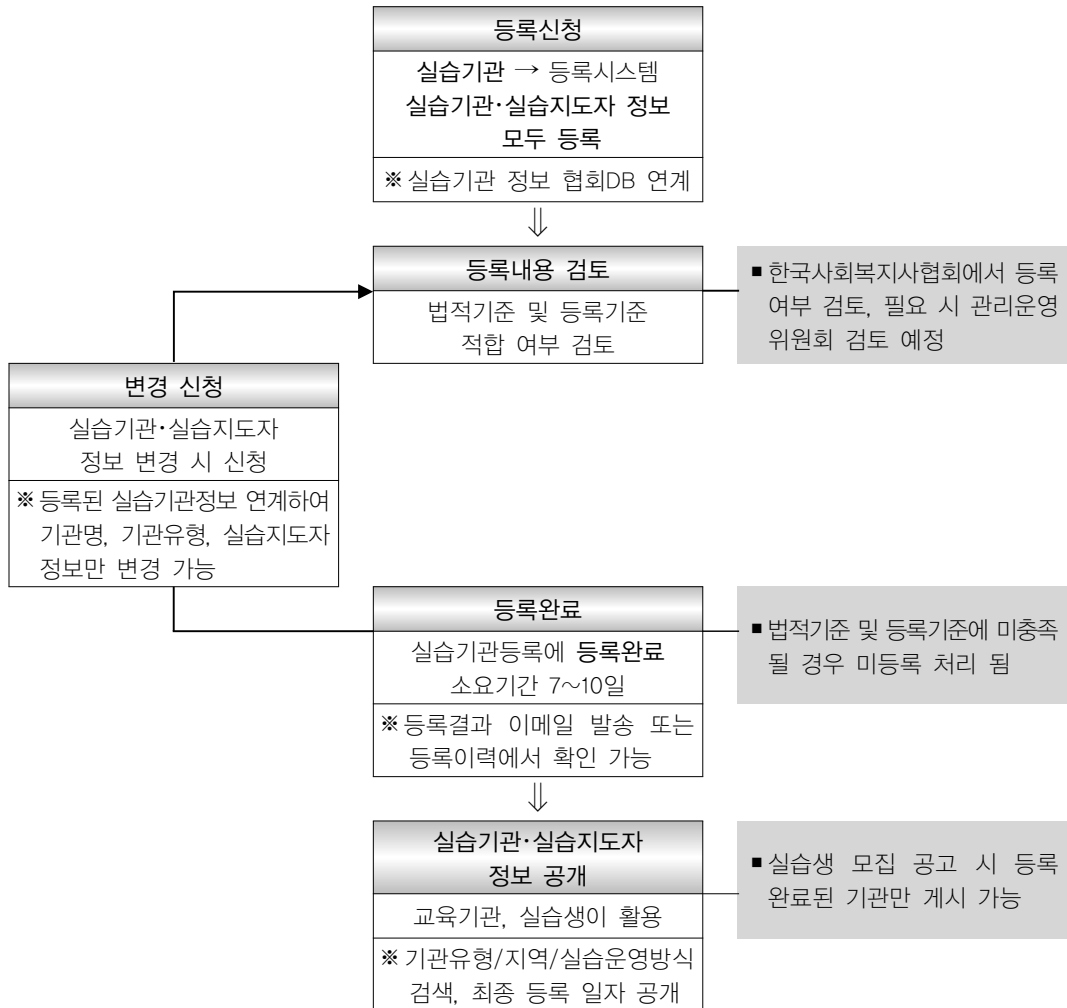 등록신청
실습기관 → 등록시스템
실습기관·실습지도자 정보
모두 등록
※ 실습기관 정보 협회DB 연계
⇓
등록내용 검토
법적기준 및 등록기준
적합 여부 검토
■ 한국사회복지사협회에서 등록
여부 검토, 필요 시 관리운영
위원회 검토 예정
변경 신청
실습기관·실습지도자
정보 변경 시 신청
※ 등록된 실습기관정보 연계하여
기관명, 기관유형, 실습지도자
정보만 변경 가능
등록완료
실습기관등록에 등록완료
소요기간 7~10일
※ 등록결과 이메일 발송 또는
등록이력에서 확인 가능
■ 법적기준 및 등록기준에 미충족
될 경우 미등록 처리 됨
⇓
실습기관·실습지도자
정보 공개
교육기관, 실습생이 활용
※ 기관유형/지역/실습운영방식
검색, 최종 등록 일자 공개
■ 실습생 모집 공고 시 등록
완료된 기관만 게시 가능